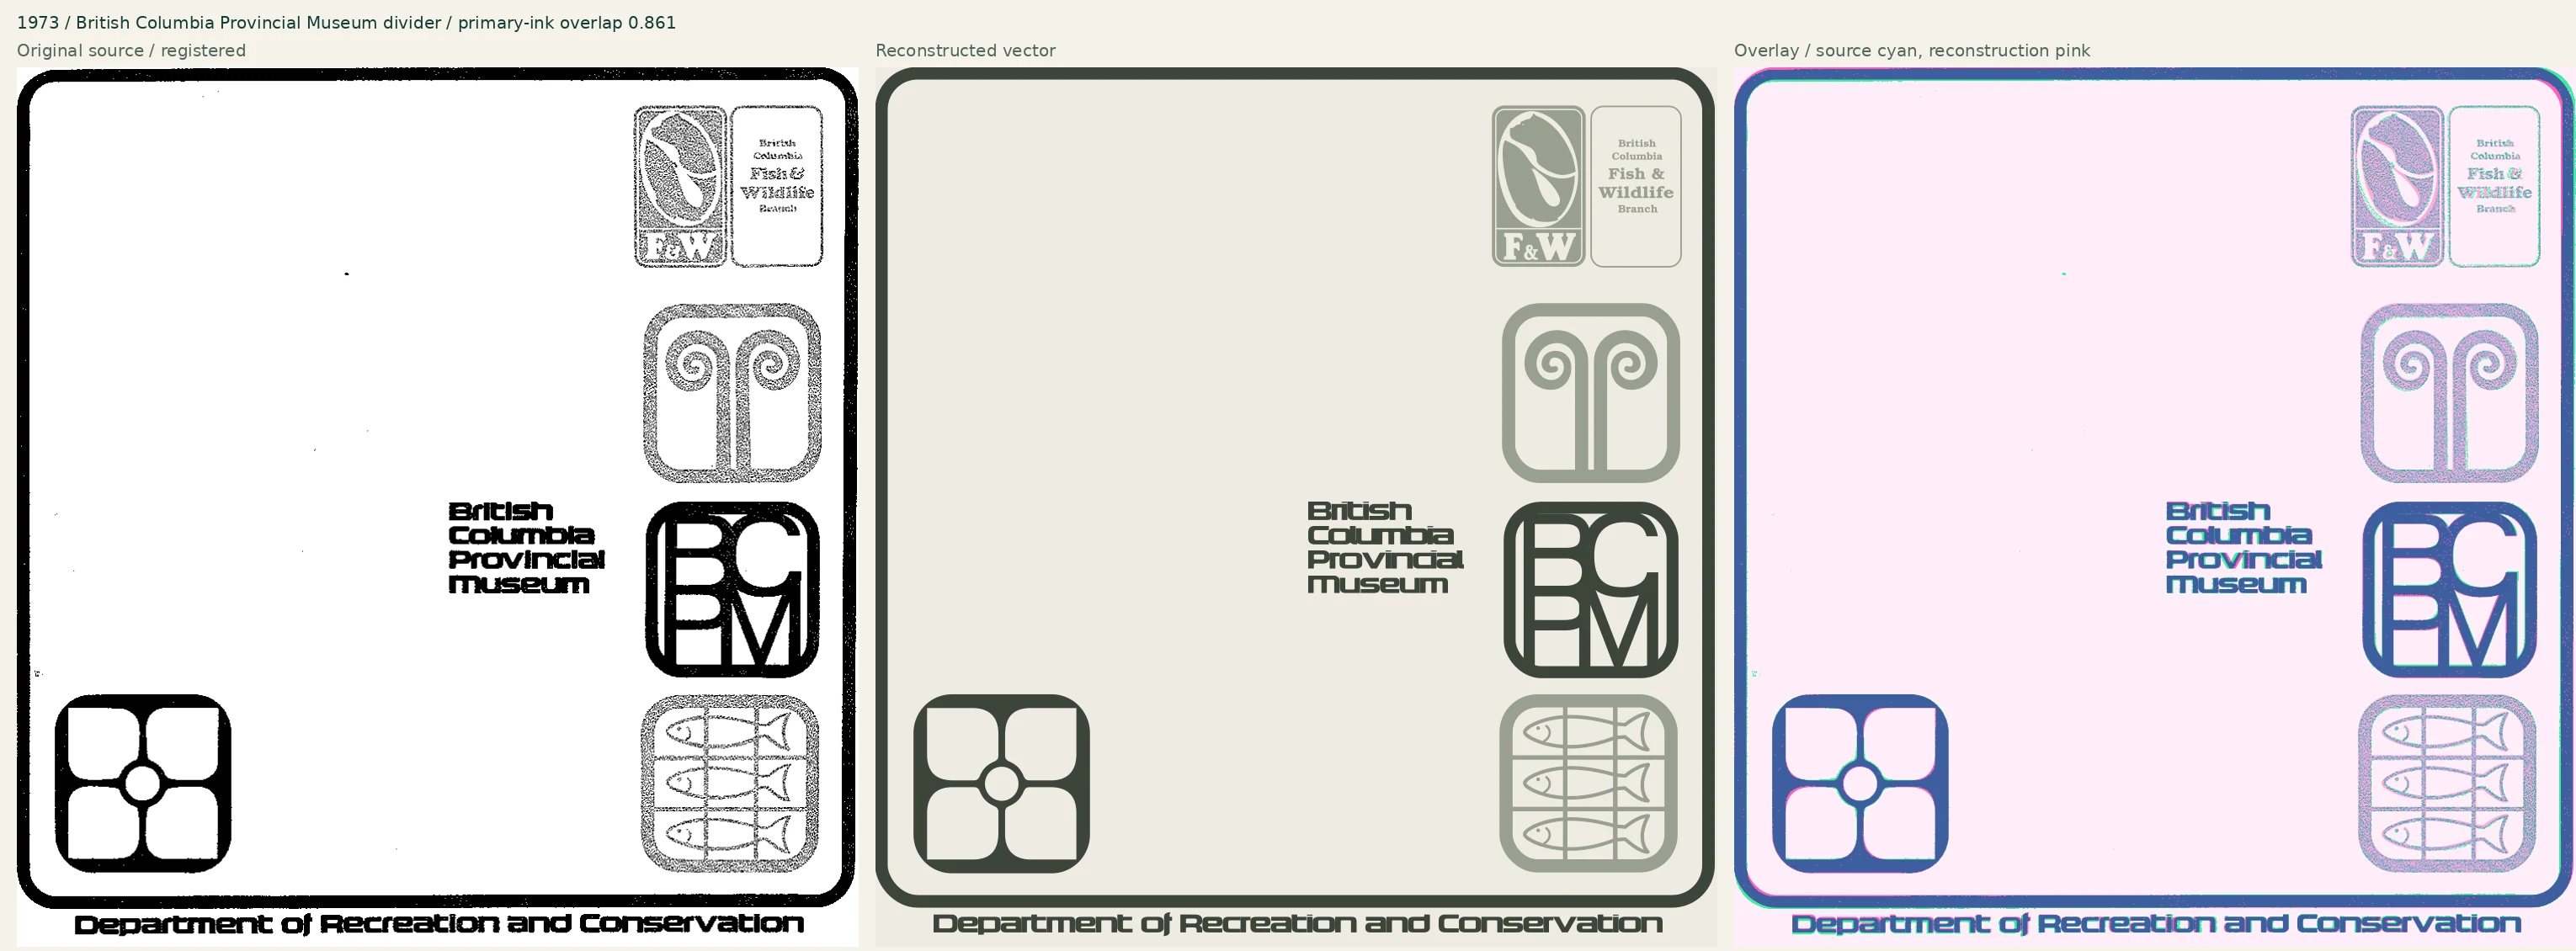 1973 / British Columbia Provincial Museum divider / primary-ink overlap 0.861
Original source / registered
British
Columbia
Fish &
Wildlife
Branch
F&W
British
Columbia
Provincial
Museum
BC
PM
Department of Recreation and Conservation
Reconstructed vector
British
Columbia
Fish &
Wildlife
Branch
F&W
British
Columbia
Provincial
Museum
BC
PM
Department of Recreation and Conservation
Overlay / source cyan, reconstruction pink
British
Columbia
Fish &
Wildlife
Branch
F&W
British
Columbia
Provincial
Museum
BC
PM
Department of Recreation and Conservation